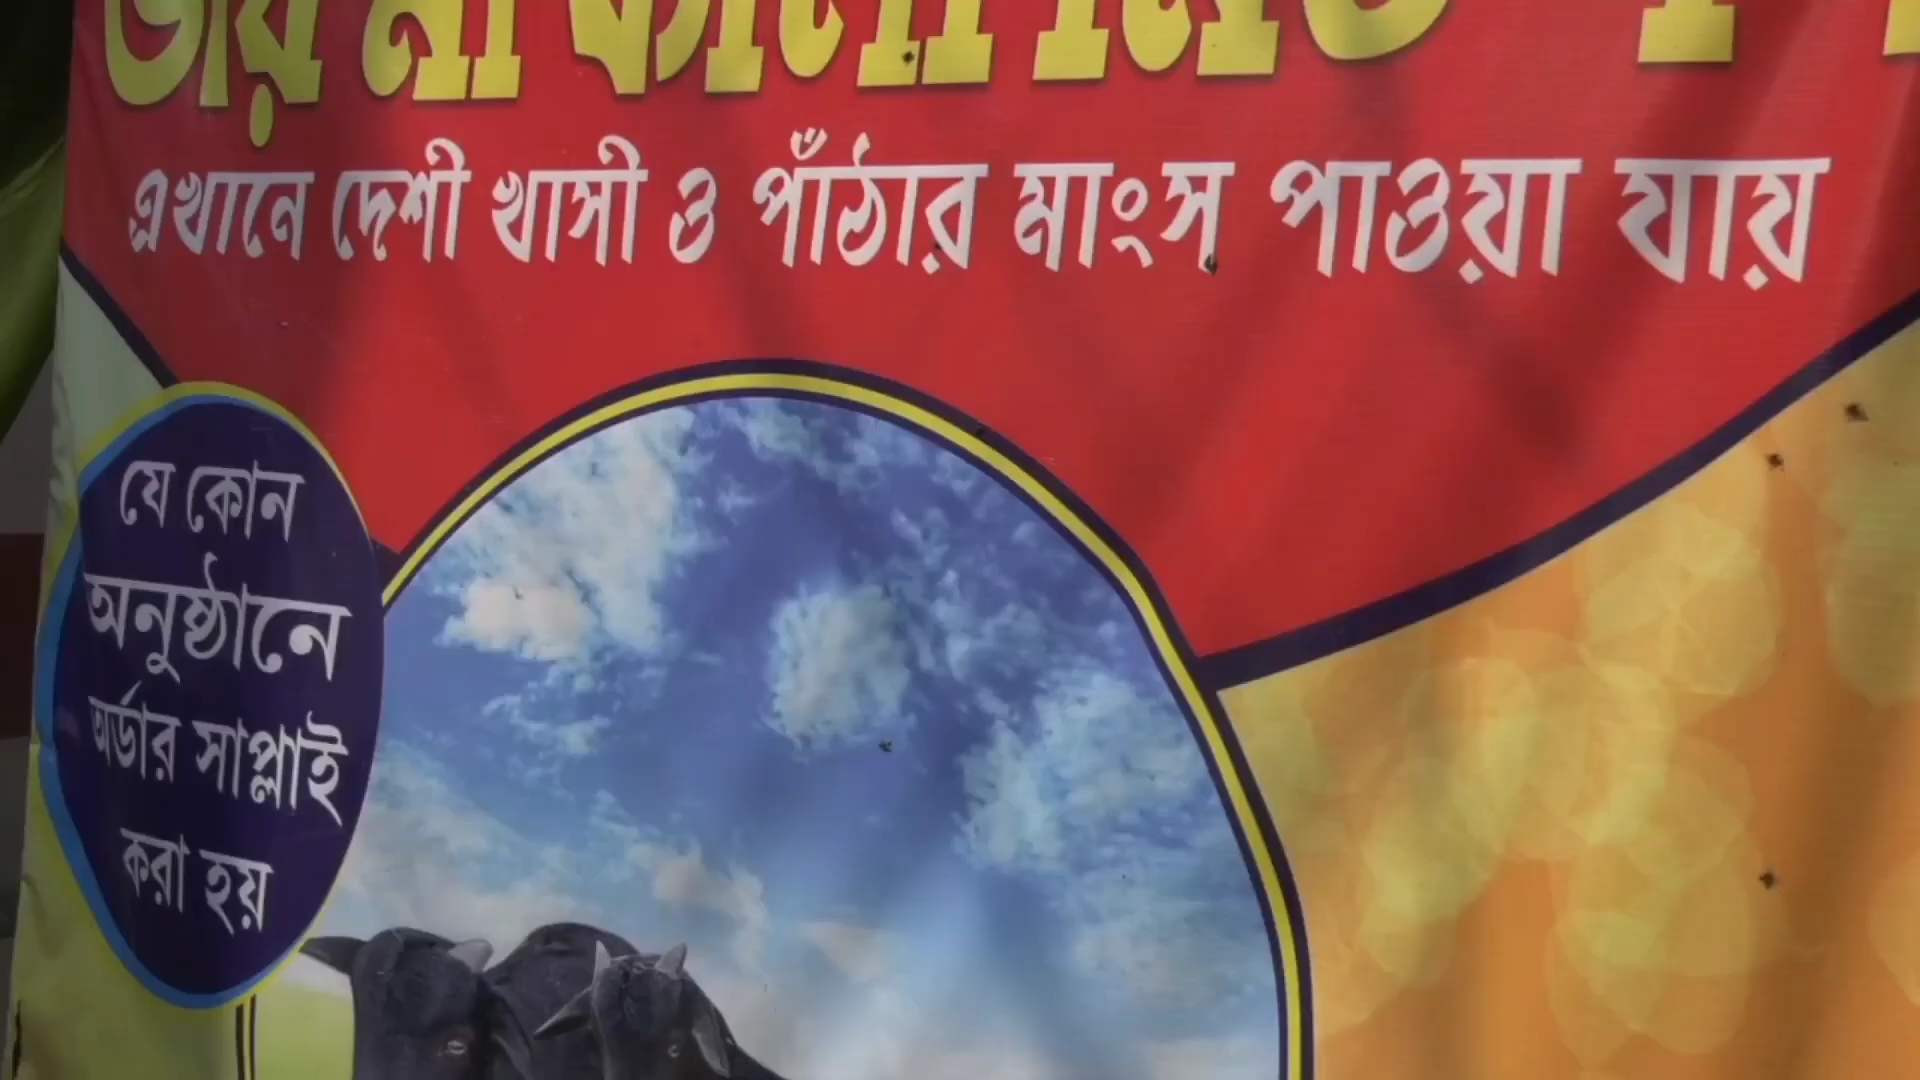 এখানে দেশী খাসী ও পাঁঠার মাংস পাওয়া যায়
যে কোন
অনুষ্ঠানে
অর্ডার সাপ্লাই
করা হয়